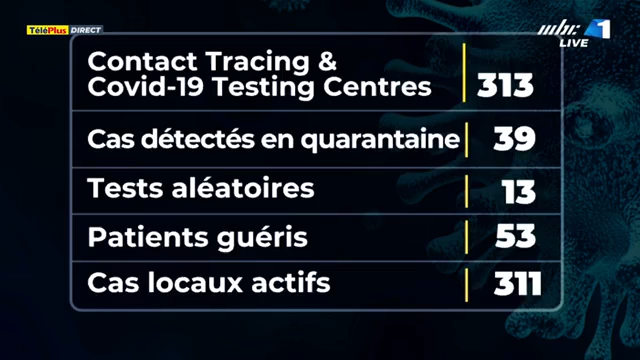 TéléPlus DIRECT
mbc 1
LIVE
Contact Tracing &
Covid-19 Testing Centres 313
Cas détectés en quarantaine 39
Tests aléatoires 13
Patients guéris 53
Cas locaux actifs 311